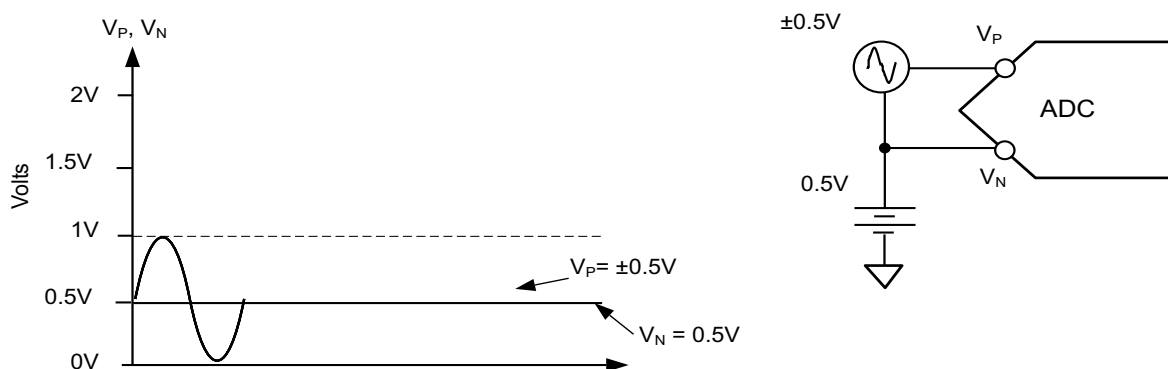 V_P, V_N
2V
1.5V
1V
0.5V
0V
Volts
V_P= ±0.5V
V_N = 0.5V
±0.5V
V_P
ADC
V_N
0.5V